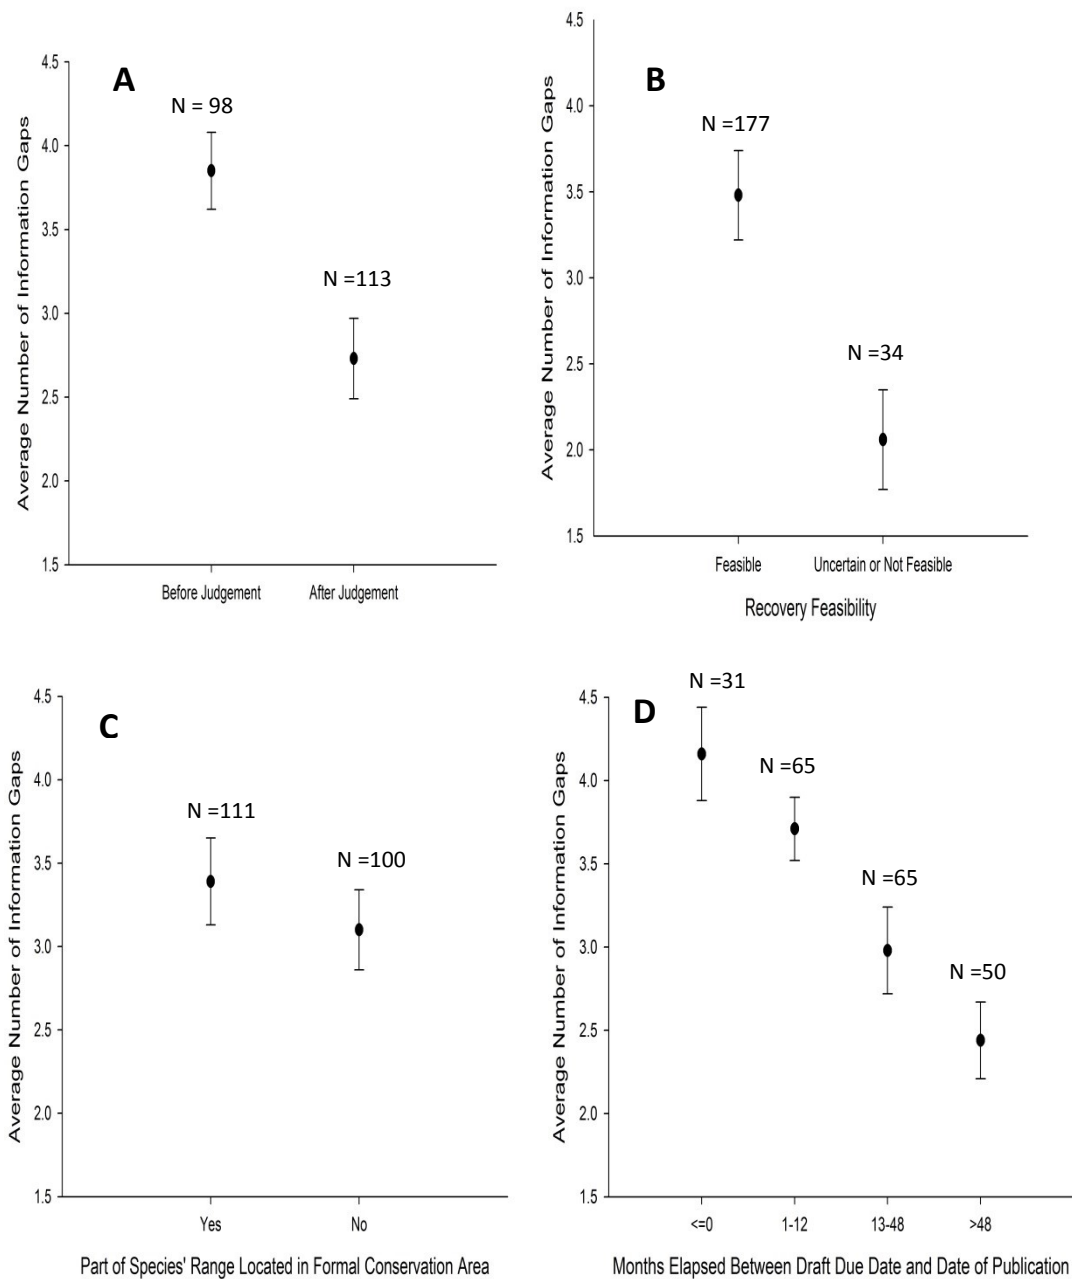 A
N = 98
N =113
4.5
4.0
3.5
3.0
2.5
2.0
1.5
Average Number of Information Gaps
Before Judgement
After Judgement
B
N =177
N =34
4.5
4.0
3.5
3.0
2.5
2.0
1.5
Average Number of Information Gaps
Feasible
Uncertain or Not Feasible
Recovery Feasibility
C
N =111
N =100
4.5
4.0
3.5
3.0
2.5
2.0
1.5
Average Number of Information Gaps
Yes
No
Part of Species' Range Located in Formal Conservation Area
D
N =31
N =65
N =65
N =50
4.5
4.0
3.5
3.0
2.5
2.0
1.5
Average Number of Information Gaps
<=0
1-12
13-48
>48
Months Elapsed Between Draft Due Date and Date of Publication